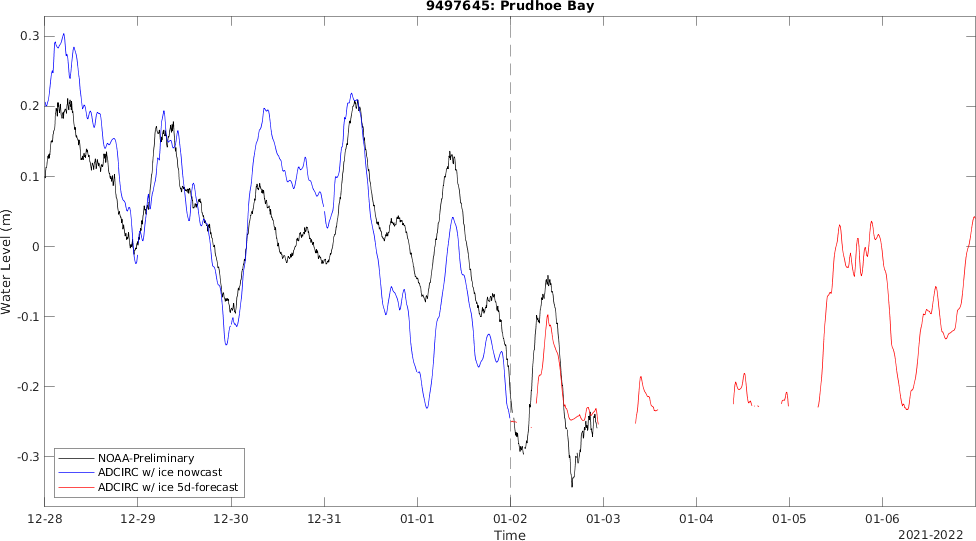 9497645: Prudhoe Bay
0.3
0.2
0.1
0
-0.1
-0.2
-0.3
Water Level (m)
NOAA-Preliminary
ADCIRC w/ ice nowcast
ADCIRC w/ ice 5d-forecast
12-28 12-29 12-30 12-31 01-01 01-02 01-03 01-04 01-05 01-06
Time
2021-2022